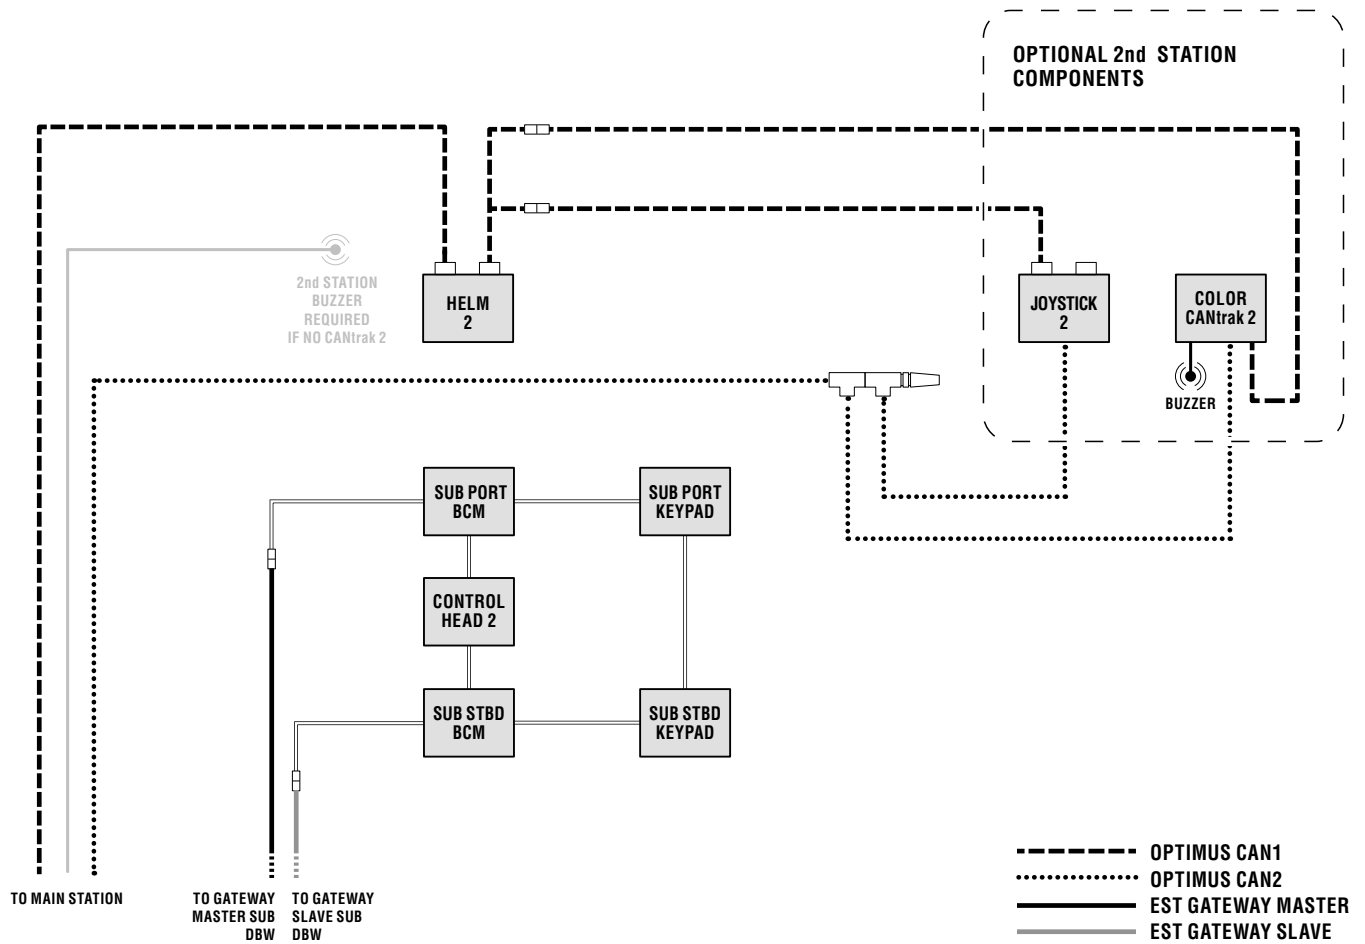 OPTIONAL 2nd STATION
COMPONENTS
2nd STATION
BUZZER
REQUIRED
IF NO CANtrak 2
HELM
2
JOYSTICK
2
COLOR
CANtrak 2
BUZZER
SUB PORT
BCM
SUB PORT
KEYPAD
CONTROL
HEAD 2
SUB STBD
BCM
SUB STBD
KEYPAD
TO MAIN STATION
TO GATEWAY
MASTER SUB
DBW
TO GATEWAY
SLAVE SUB
DBW
OPTIMUS CAN1
OPTIMUS CAN2
EST GATEWAY MASTER
EST GATEWAY SLAVE